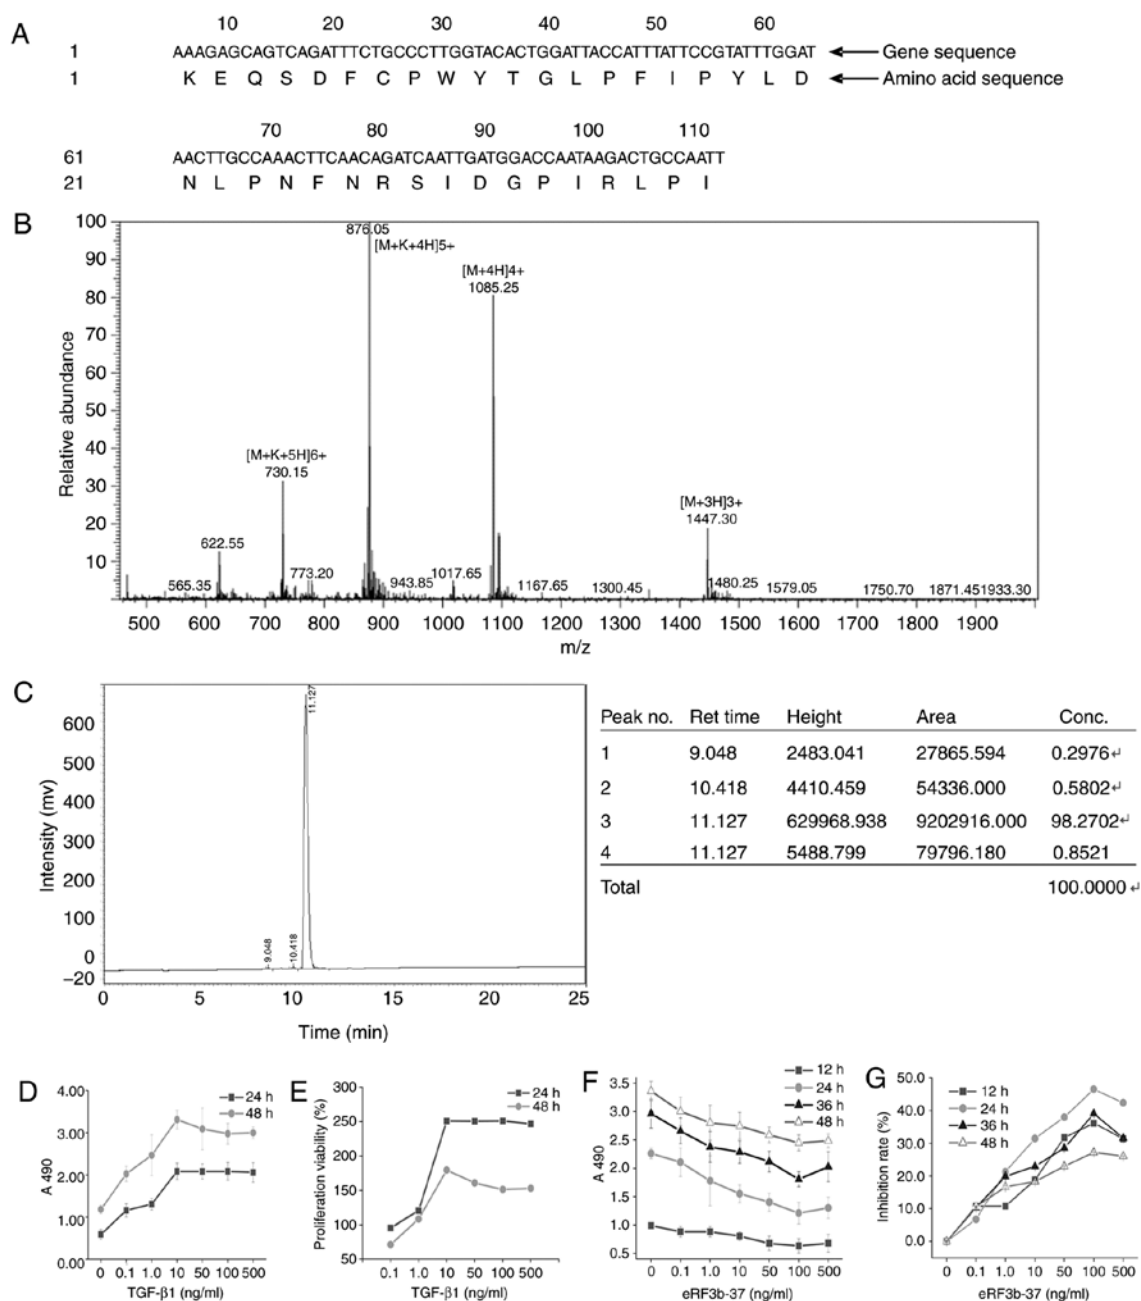 A
10 20 30 40 50 60
1 AAAGAGCAGTCAGATTTCTGCCCTTGGTACACTGGATTACCATTTATTCCGTATTTGGAT Gene sequence
1 K E Q S D F C P W Y T G L P F I P Y L D Amino acid sequence
70 80 90 100 110
61 AACTTGCCAAACTTCAACAGATCAATTGATGGACCAATAAGACTGCCAATT
21 N L P N F N R S I D G P I R L P I
B
Relative abundance
100
90
80
70
60
50
40
30
20
10
876.05
[M+K+4H]5+
[M+4H]4+
1085.25
[M+K+5H]6+
730.15
[M+3H]3+
1447.30
622.55
565.35 773.20 943.85 1017.65 1167.65 1300.45 1480.25 1579.05 1750.70 1871.45 1933.30
500 600 700 800 900 1000 1100 1200 1300 1400 1500 1600 1700 1800 1900
m/z
C
Intensity (mv)
600
500
400
300
200
100
0
−20
9.048
10.418
11.127
0 5 10 15 20 25
Time (min)
Peak no. Ret time Height Area Conc.
1 9.048 2483.041 27865.594 0.2976↵
2 10.418 4410.459 54336.000 0.5802↵
3 11.127 629968.938 9202916.000 98.2702↵
4 11.127 5488.799 79796.180 0.8521
Total 100.0000↵
D
A 490
4.00
3.00
2.00
1.00
0.00
24 h
48 h
0 0.1 1.0 10 50 100 500
TGF-β1 (ng/ml)
E
Proliferation viability (%)
300
250
200
150
100
50
24 h
48 h
0.1 1.0 10 50 100 500
TGF-β1 (ng/ml)
F
A 490
3.5
3.0
2.5
2.0
1.5
1.0
0.5
12 h
24 h
36 h
48 h
0 0.1 1.0 10 50 100 500
eRF3b-37 (ng/ml)
G
Inhibition rate (%)
50.0
40.0
30.0
20.0
10.0
0.0
12 h
24 h
36 h
48 h
0 0.1 1.0 10 50 100 500
eRF3b-37 (ng/ml)